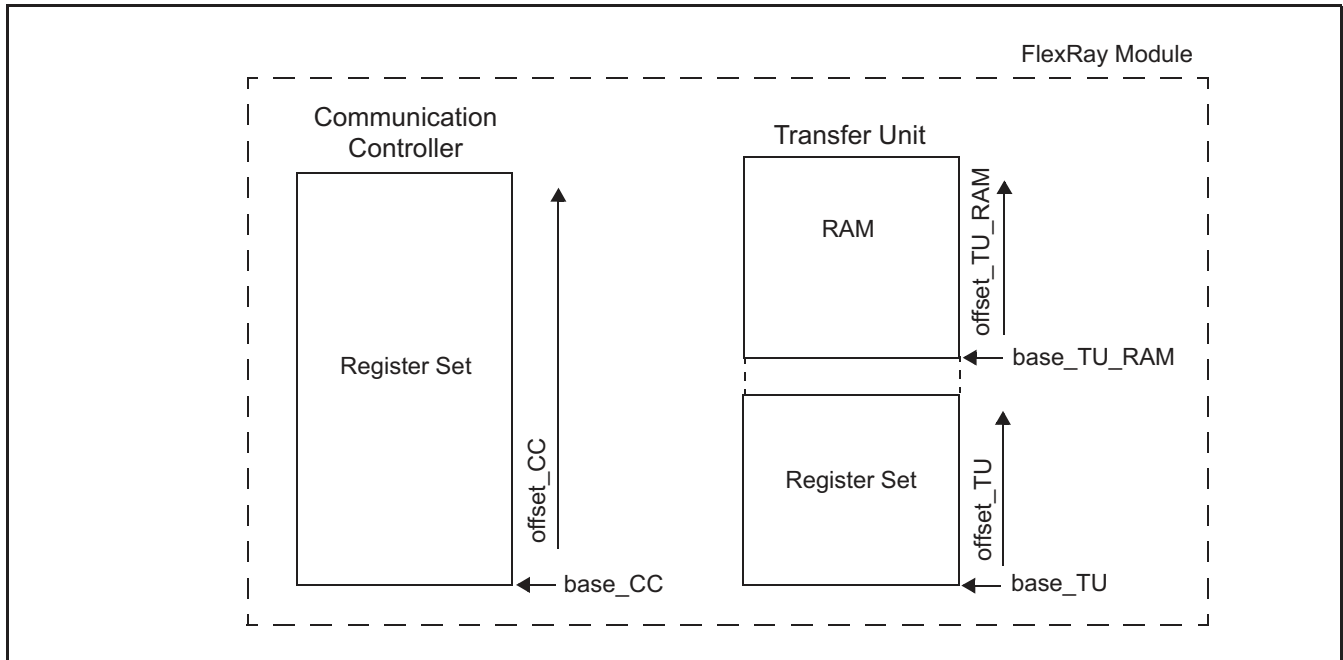 FlexRay Module
Communication
Controller
Register Set
offset_CC
base_CC
Transfer Unit
RAM
offset_TU_RAM
base_TU_RAM
Register Set
offset_TU
base_TU